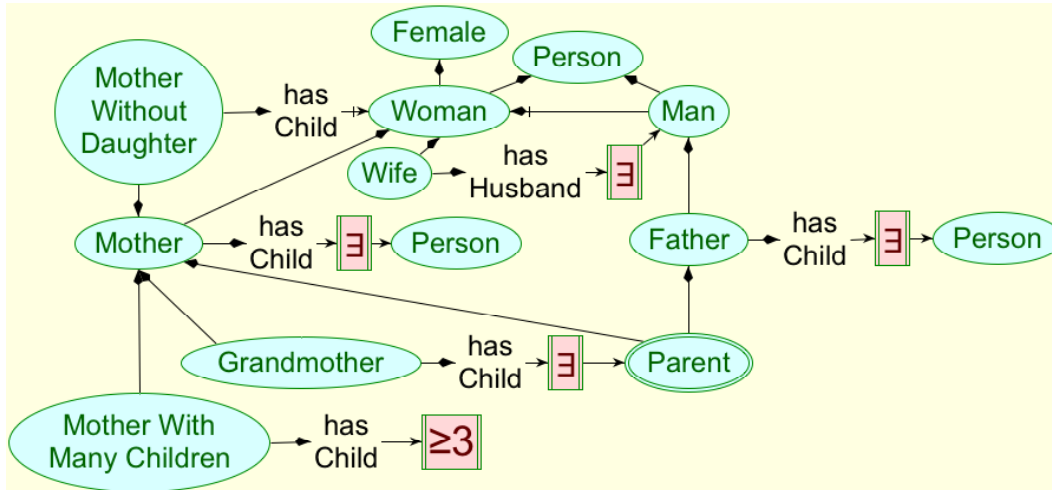 Female
Person
Mother
Without
Daughter
has
Child
Woman
Man
Wife
has
Husband
∃
Mother
has
Child
∃
Person
Father
has
Child
∃
Person
Grandmother
has
Child
∃
Parent
Mother With
Many Children
has
Child
≥3